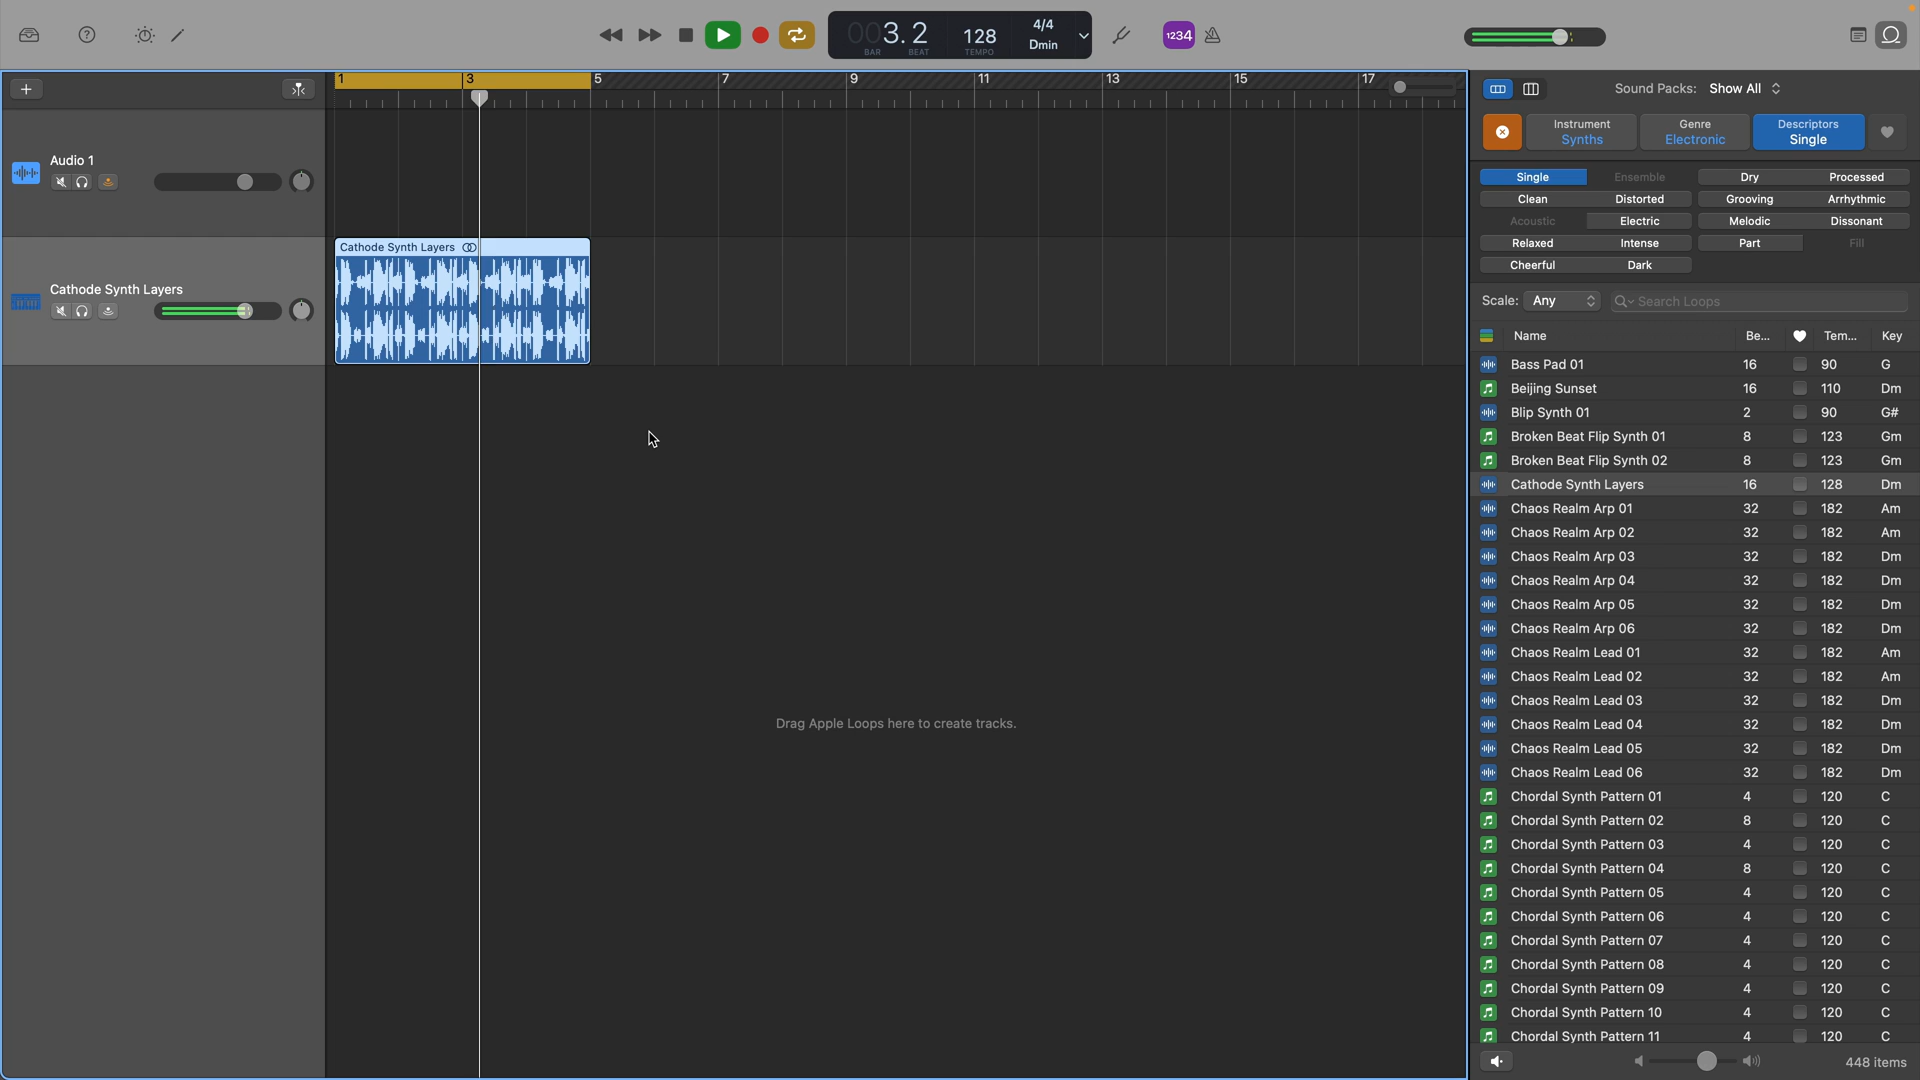 003. 2
BAR BEAT
128
TEMPO
4/4
Dmin
1234
1 3 5 7 9 11 13 15 17
Audio 1
Cathode Synth Layers
Cathode Synth Layers
Drag Apple Loops here to create tracks.
Sound Packs: Show All
Instrument
Synths
Genre
Electronic
Descriptors
Single
Single Ensemble Dry Processed
Clean Distorted Grooving Arrhythmic
Acoustic Electric Melodic Dissonant
Relaxed Intense Part Fill
Cheerful Dark
Scale: Any Search Loops
Name Be... Tem... Key
Bass Pad 01 16 90 G
Beijing Sunset 16 110 Dm
Blip Synth 01 2 90 G#
Broken Beat Flip Synth 01 8 123 Gm
Broken Beat Flip Synth 02 8 123 Gm
Cathode Synth Layers 16 128 Dm
Chaos Realm Arp 01 32 182 Am
Chaos Realm Arp 02 32 182 Am
Chaos Realm Arp 03 32 182 Dm
Chaos Realm Arp 04 32 182 Dm
Chaos Realm Arp 05 32 182 Dm
Chaos Realm Arp 06 32 182 Dm
Chaos Realm Lead 01 32 182 Am
Chaos Realm Lead 02 32 182 Am
Chaos Realm Lead 03 32 182 Dm
Chaos Realm Lead 04 32 182 Dm
Chaos Realm Lead 05 32 182 Dm
Chaos Realm Lead 06 32 182 Dm
Chordal Synth Pattern 01 4 120 C
Chordal Synth Pattern 02 8 120 C
Chordal Synth Pattern 03 4 120 C
Chordal Synth Pattern 04 8 120 C
Chordal Synth Pattern 05 4 120 C
Chordal Synth Pattern 06 4 120 C
Chordal Synth Pattern 07 4 120 C
Chordal Synth Pattern 08 4 120 C
Chordal Synth Pattern 09 4 120 C
Chordal Synth Pattern 10 4 120 C
Chordal Synth Pattern 11 4 120 C
448 items